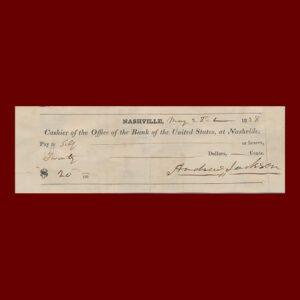 NASHVILLE, May 28th 1828
Cashier of the Office of the Bank of the United States, at Nashville,
Pay to Self or bearer,
Twenty Dollars, Cents.
$ 20 100
Andrew Jackson